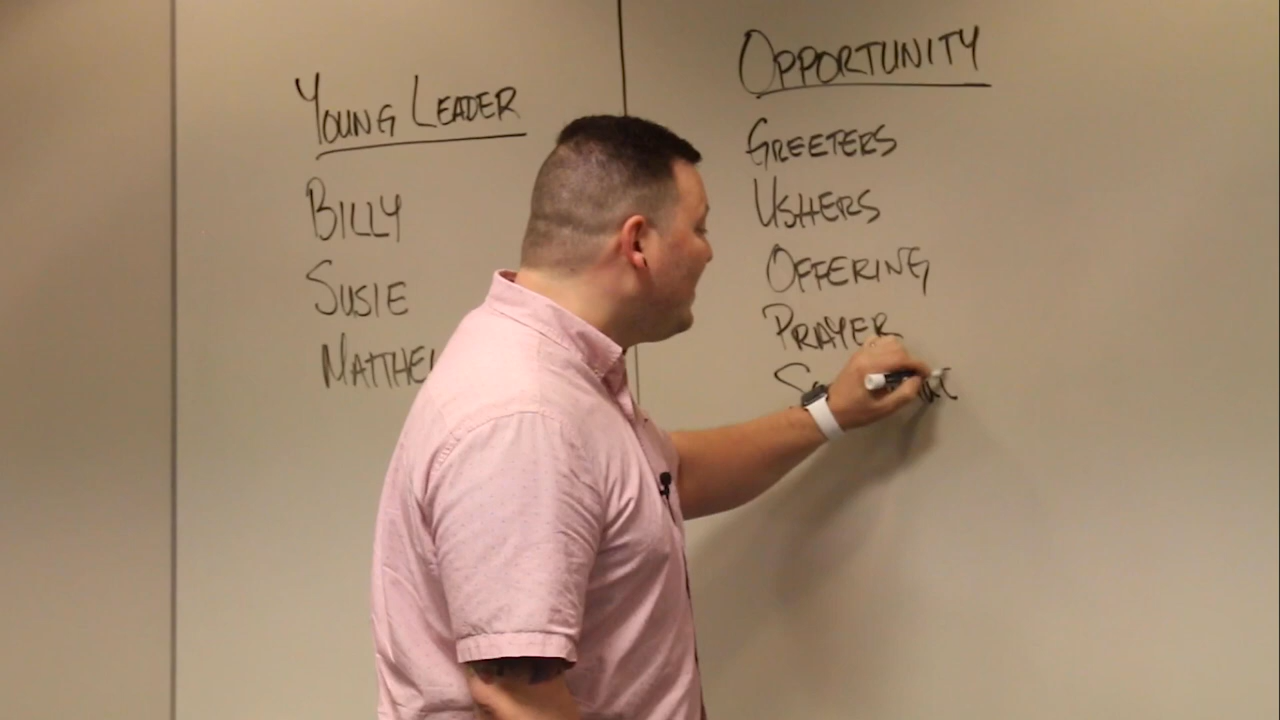 Young Leader
Billy
Susie
Opportunity
Greeters
Ushers
Offering
Prayer